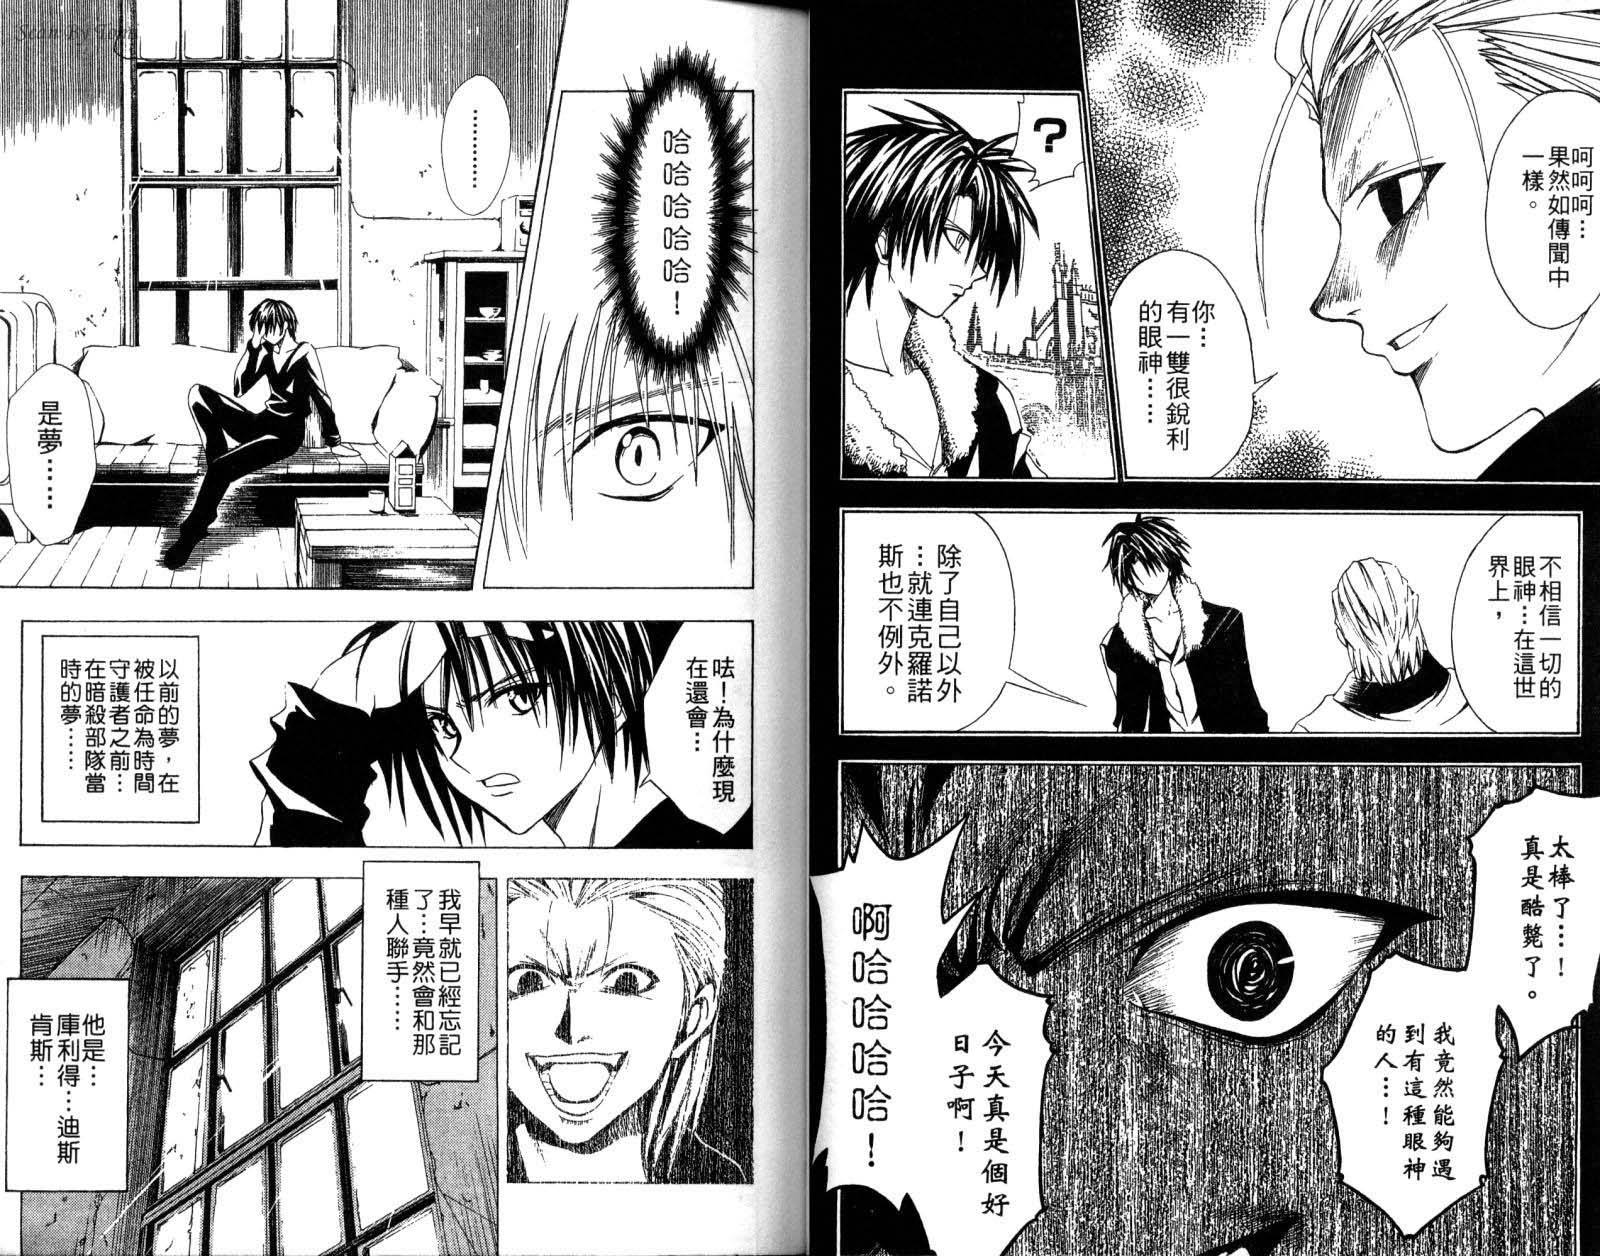 呵呵呵…
果然如傳聞中
一樣。
你…
有一雙很銳利
的眼神……
？
不相信一切的
眼神…在這世
界上，
除了自己以外
…就連克羅諾
斯也不例外。
太棒了…！
真是酷斃了。
我竟然能夠遇
到有這種眼神
的人…！
今天真是個好
日子啊！
啊哈哈哈哈！
哈哈哈哈哈！
…………
是夢……
呿！為什麼現
在還會…
以前的夢，在
被任命為時間
守護者之前…
在暗殺部隊當
時的夢……
我早就已經忘記
了…竟然會和那
種人聯手……
他是…
庫利得…迪斯
肯斯…
Scan By Tomi